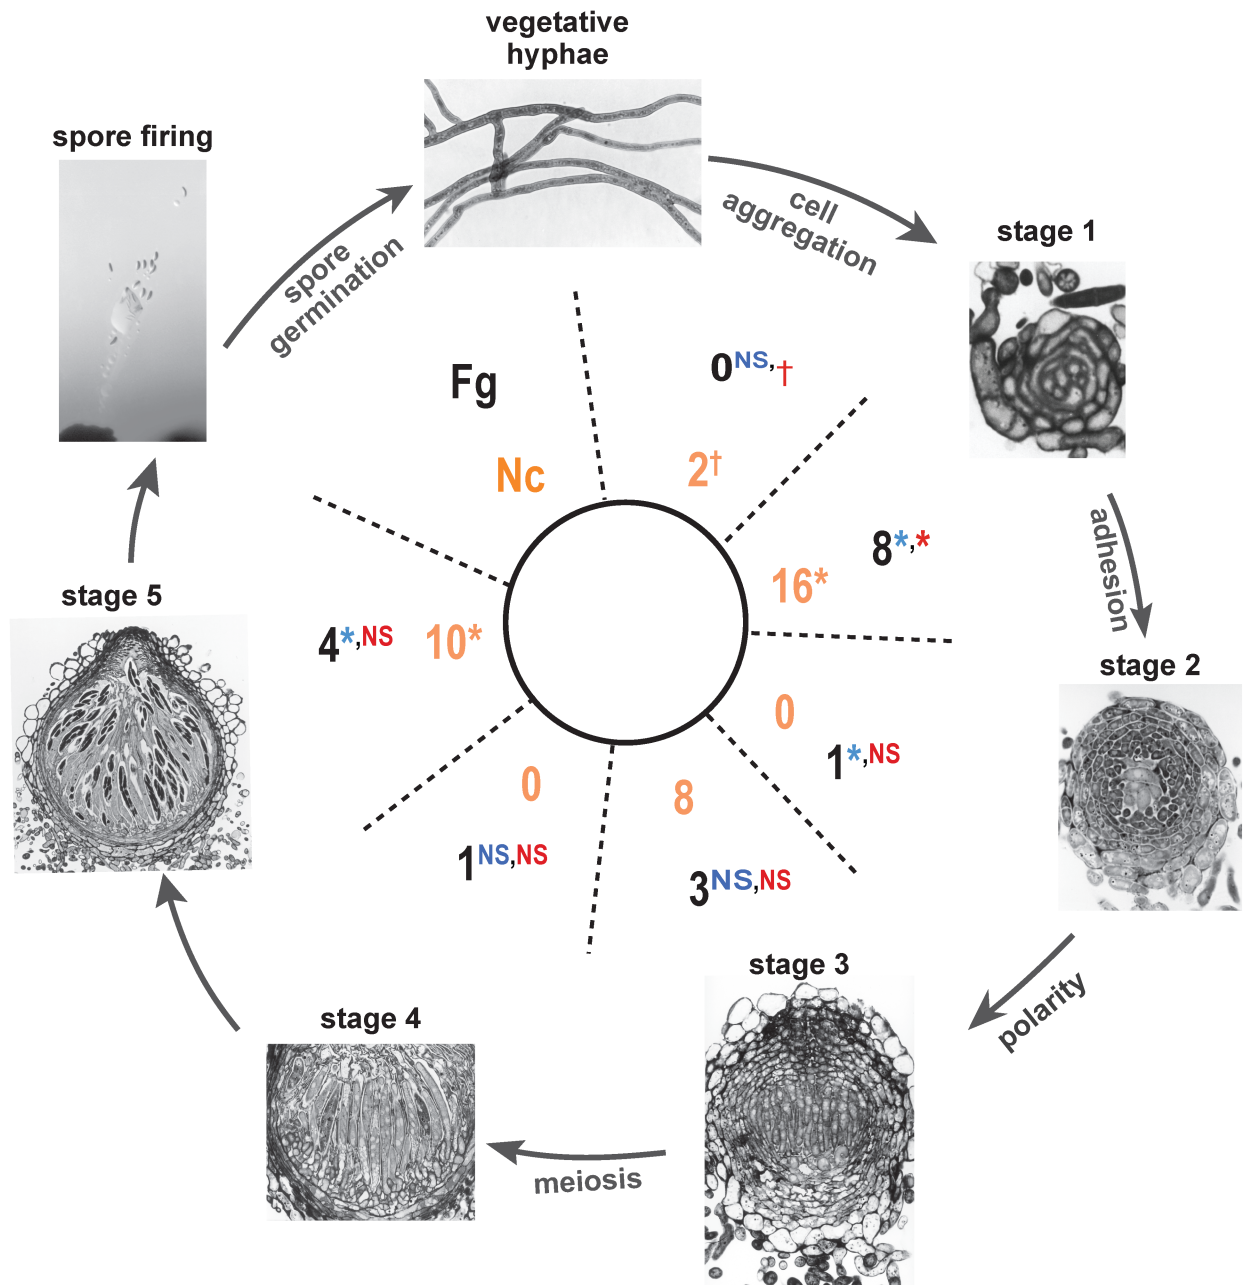 vegetative
hyphae
spore firing
cell
aggregation
stage 1
spore
germination
Fg
0NS,†
Nc
2†
adhesion
8*,*
16*
stage 5
4*,NS
10*
stage 2
0
1*,NS
0
8
1NS,NS
3NS,NS
stage 3
polarity
stage 4
meiosis